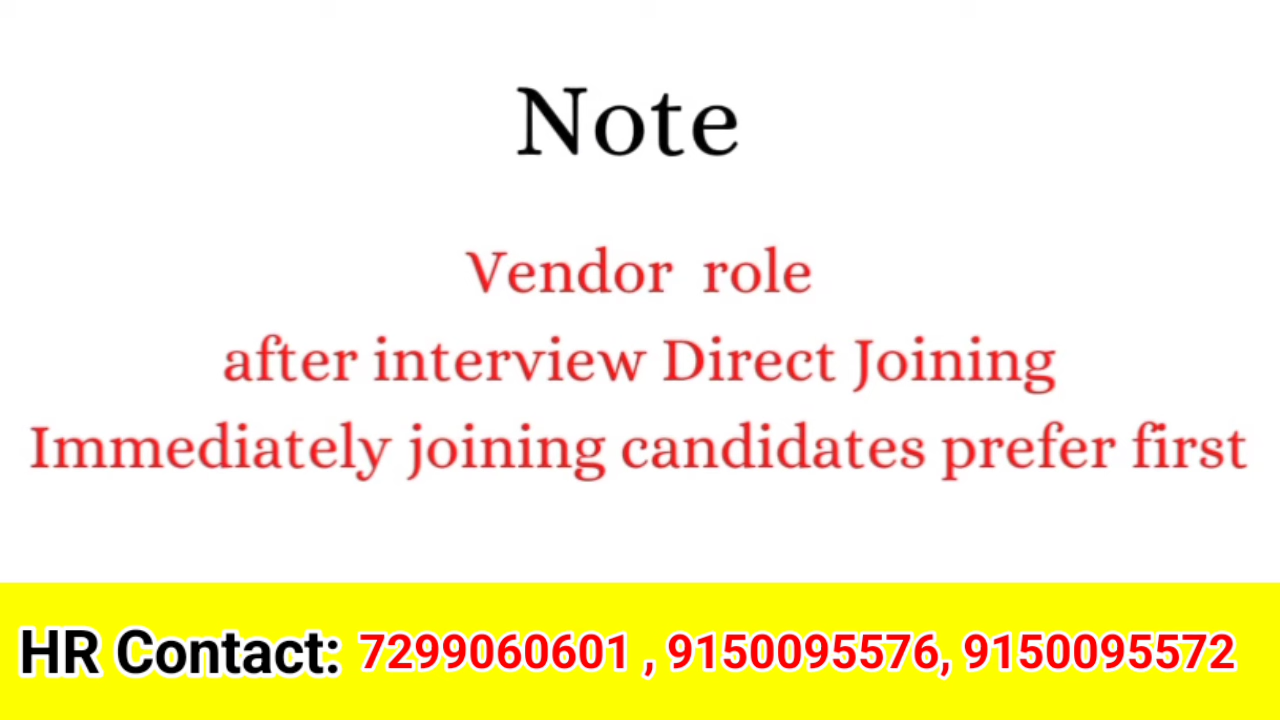 Note
Vendor role
after interview Direct Joining
Immediately joining candidates prefer first
HR Contact: 7299060601 , 9150095576, 9150095572